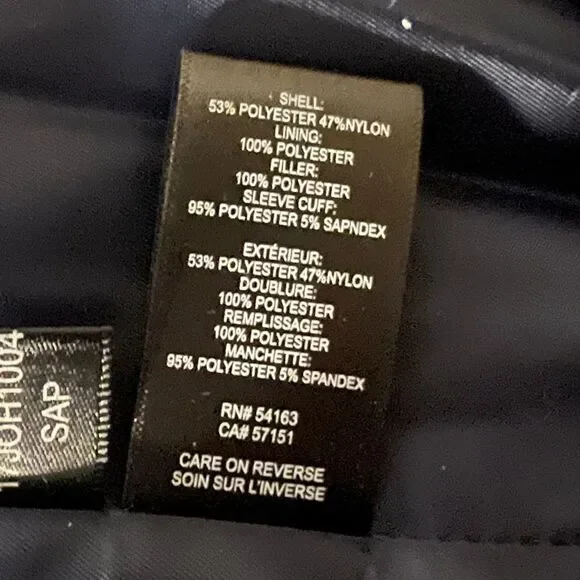 SHELL:
53% POLYESTER 47%NYLON
LINING:
100% POLYESTER
FILLER:
100% POLYESTER
SLEEVE CUFF:
95% POLYESTER 5% SAPNDEX
EXTÉRIEUR:
53% POLYESTER 47%NYLON
DOUBLURE:
100% POLYESTER
REMPLISSAGE:
100% POLYESTER
MANCHETTE:
95% POLYESTER 5% SPANDEX
RN# 54163
CA# 57151
CARE ON REVERSE
SOIN SUR L'INVERSE
SAP